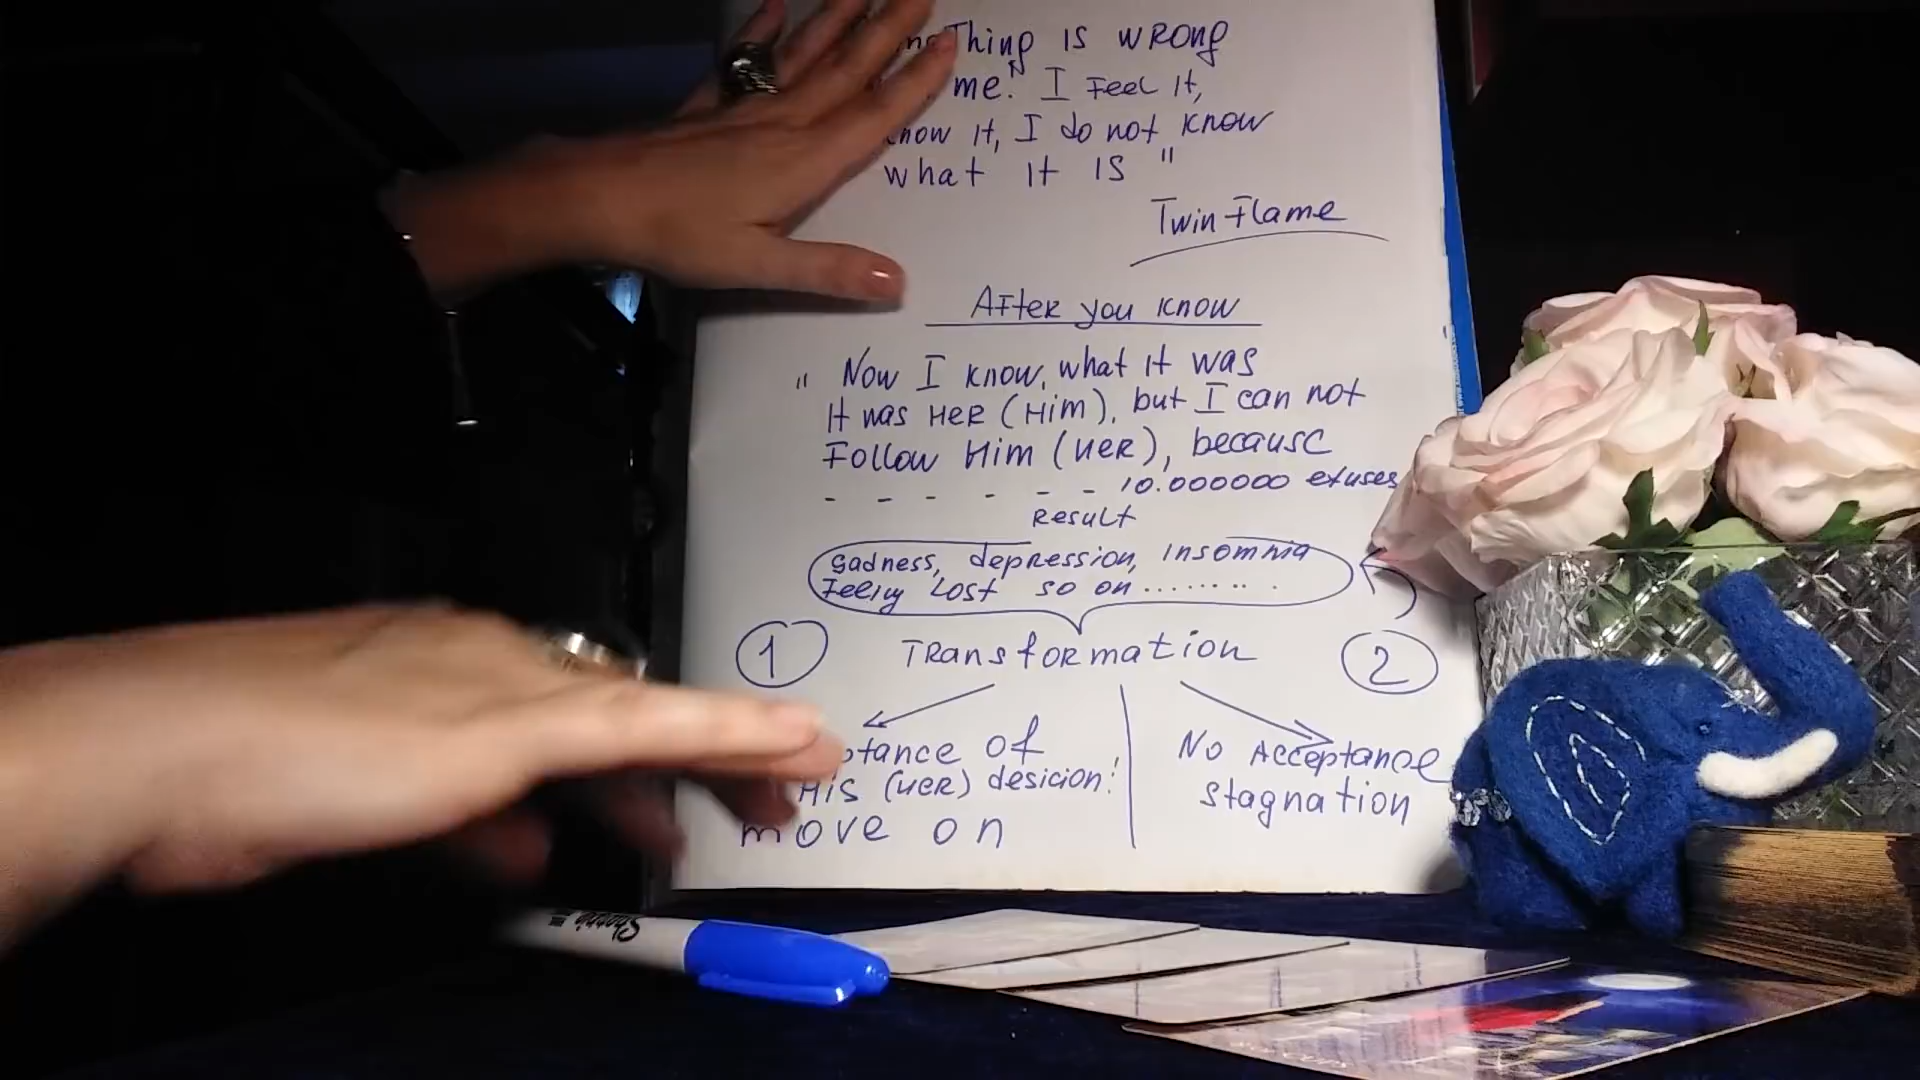 Thing is wrong
me." I Feel It,
know It, I do not know
what It Is "
Twin Flame
After you know
" Now I know, what It was
It was Her (Him), but I can not
Follow Him (Her), because
- - - - - - 10.000000 exuses
Result
Sadness, depression, Insomnia
Feeling Lost so on ..........
1 Transformation 2
ptance of
His (Her) desicion!
move on
No Acceptance
stagnation
Sharpie